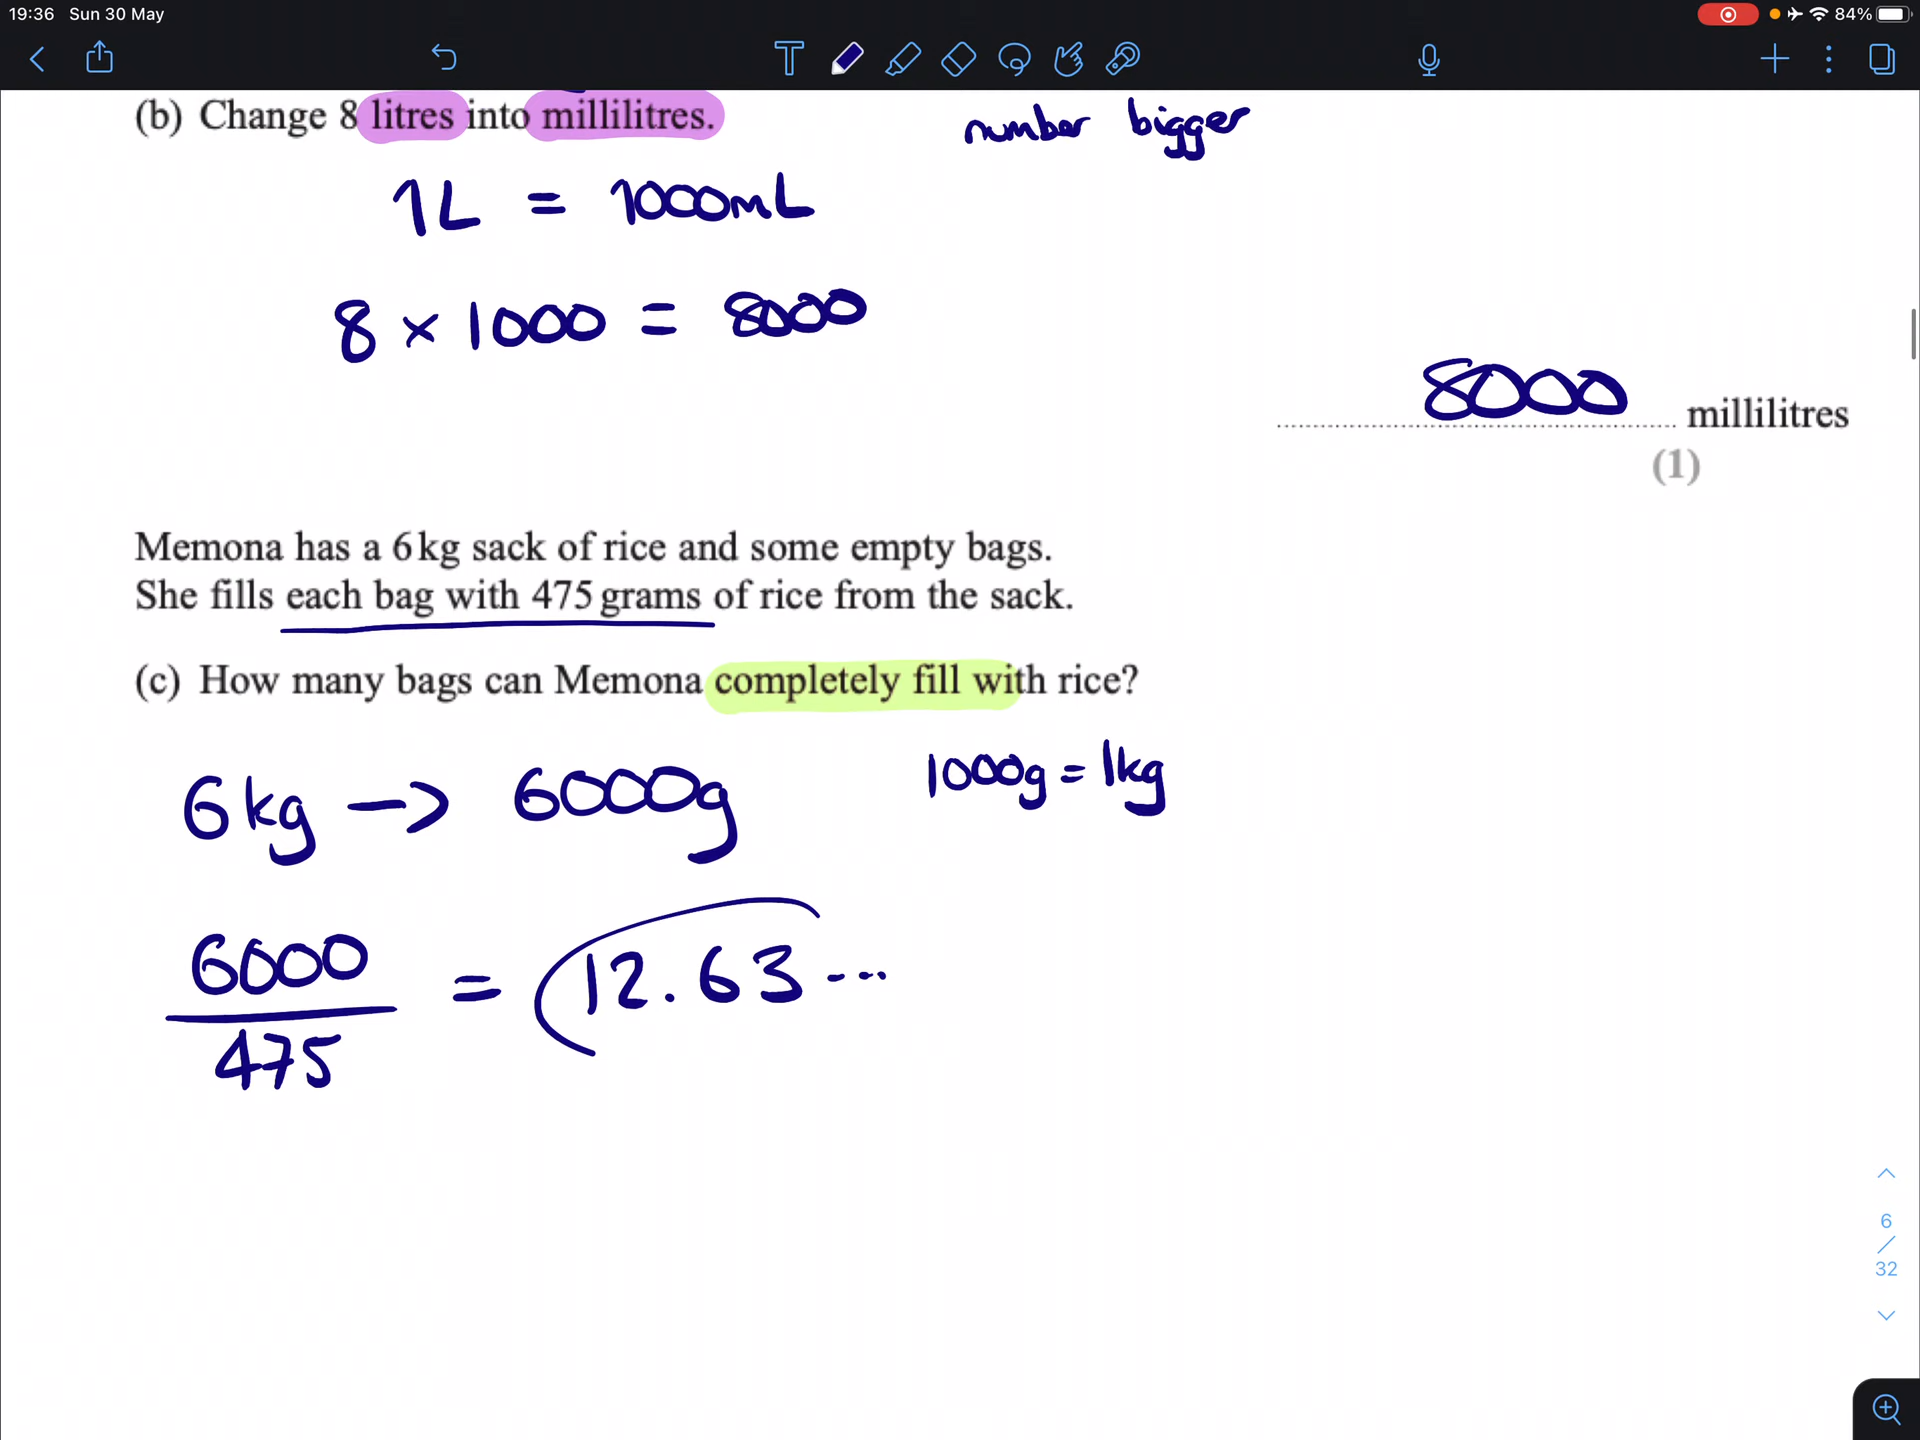 19:36 Sun 30 May
84%
(b) Change 8 litres into millilitres.
number bigger
1L = 1000mL
8 × 1000 = 8000
8000 millilitres
(1)
Memona has a 6 kg sack of rice and some empty bags.
She fills each bag with 475 grams of rice from the sack.
(c) How many bags can Memona completely fill with rice?
6kg -> 6000g
1000g = 1kg
6000
475
= 12.63...
6
/
32